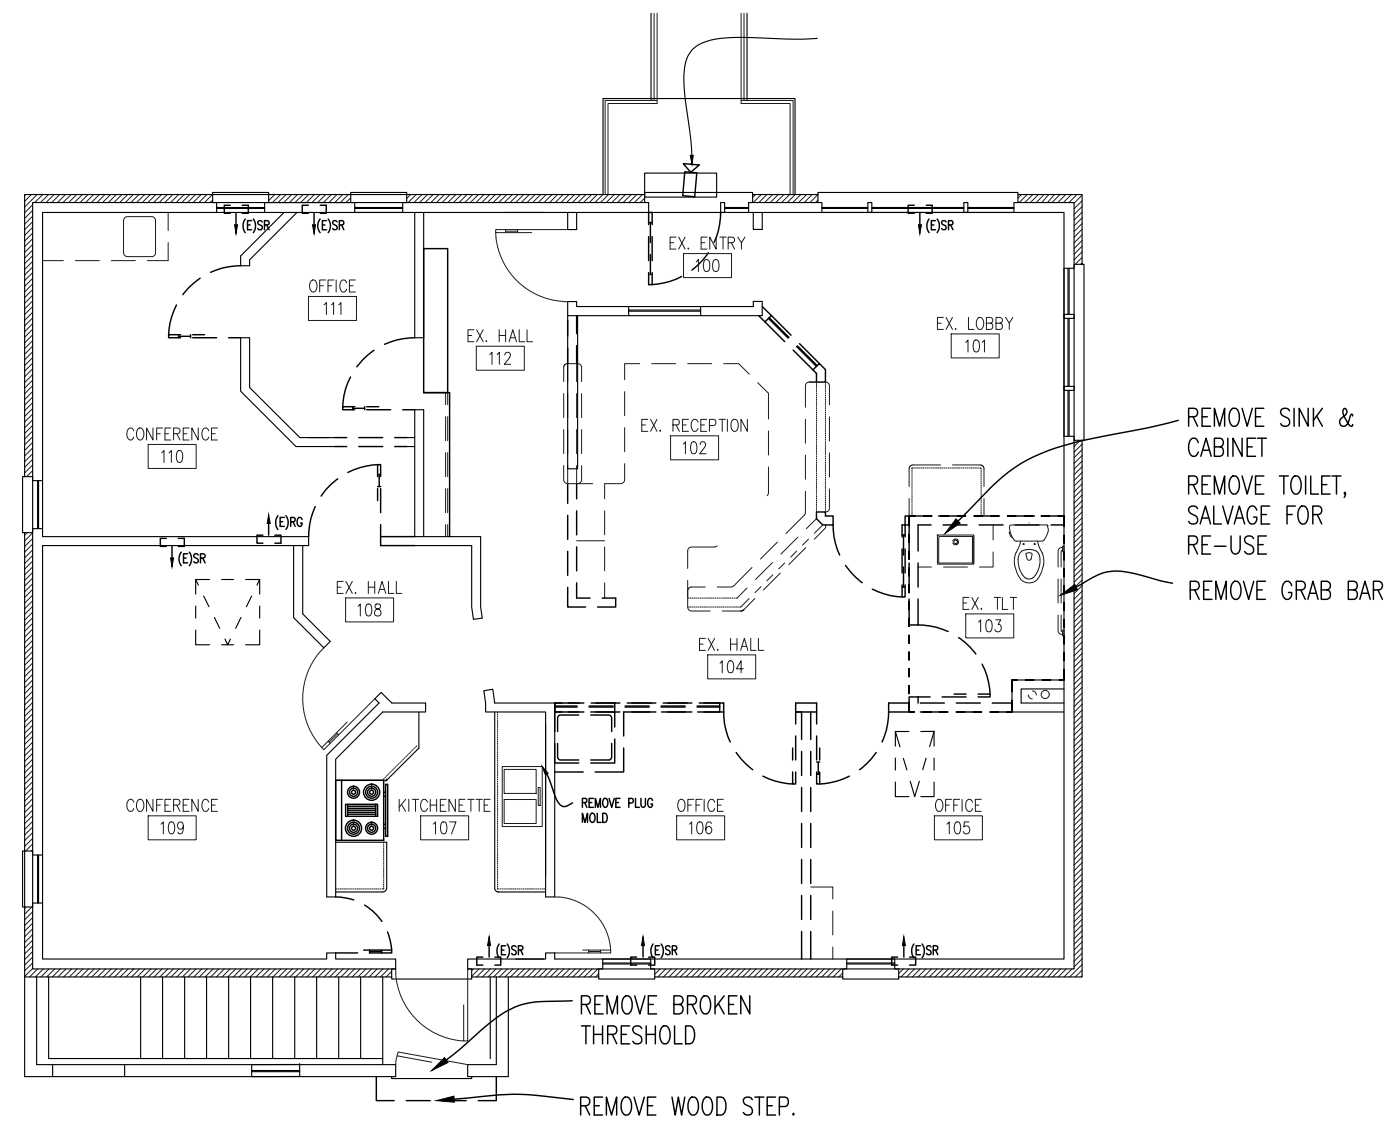 (E)SR
(E)SR
(E)SR
EX. ENTRY
100
OFFICE
111
EX. LOBBY
101
EX. HALL
112
REMOVE SINK &
CABINET
EX. RECEPTION
102
CONFERENCE
110
REMOVE TOILET,
SALVAGE FOR
RE-USE
(E)RG
(E)SR
REMOVE GRAB BAR
EX. HALL
108
EX. TLT
103
EX. HALL
104
CONFERENCE
109
KITCHENETTE
107
REMOVE PLUG
MOLD
OFFICE
106
OFFICE
105
(E)SR
(E)SR
(E)SR
REMOVE BROKEN
THRESHOLD
REMOVE WOOD STEP.